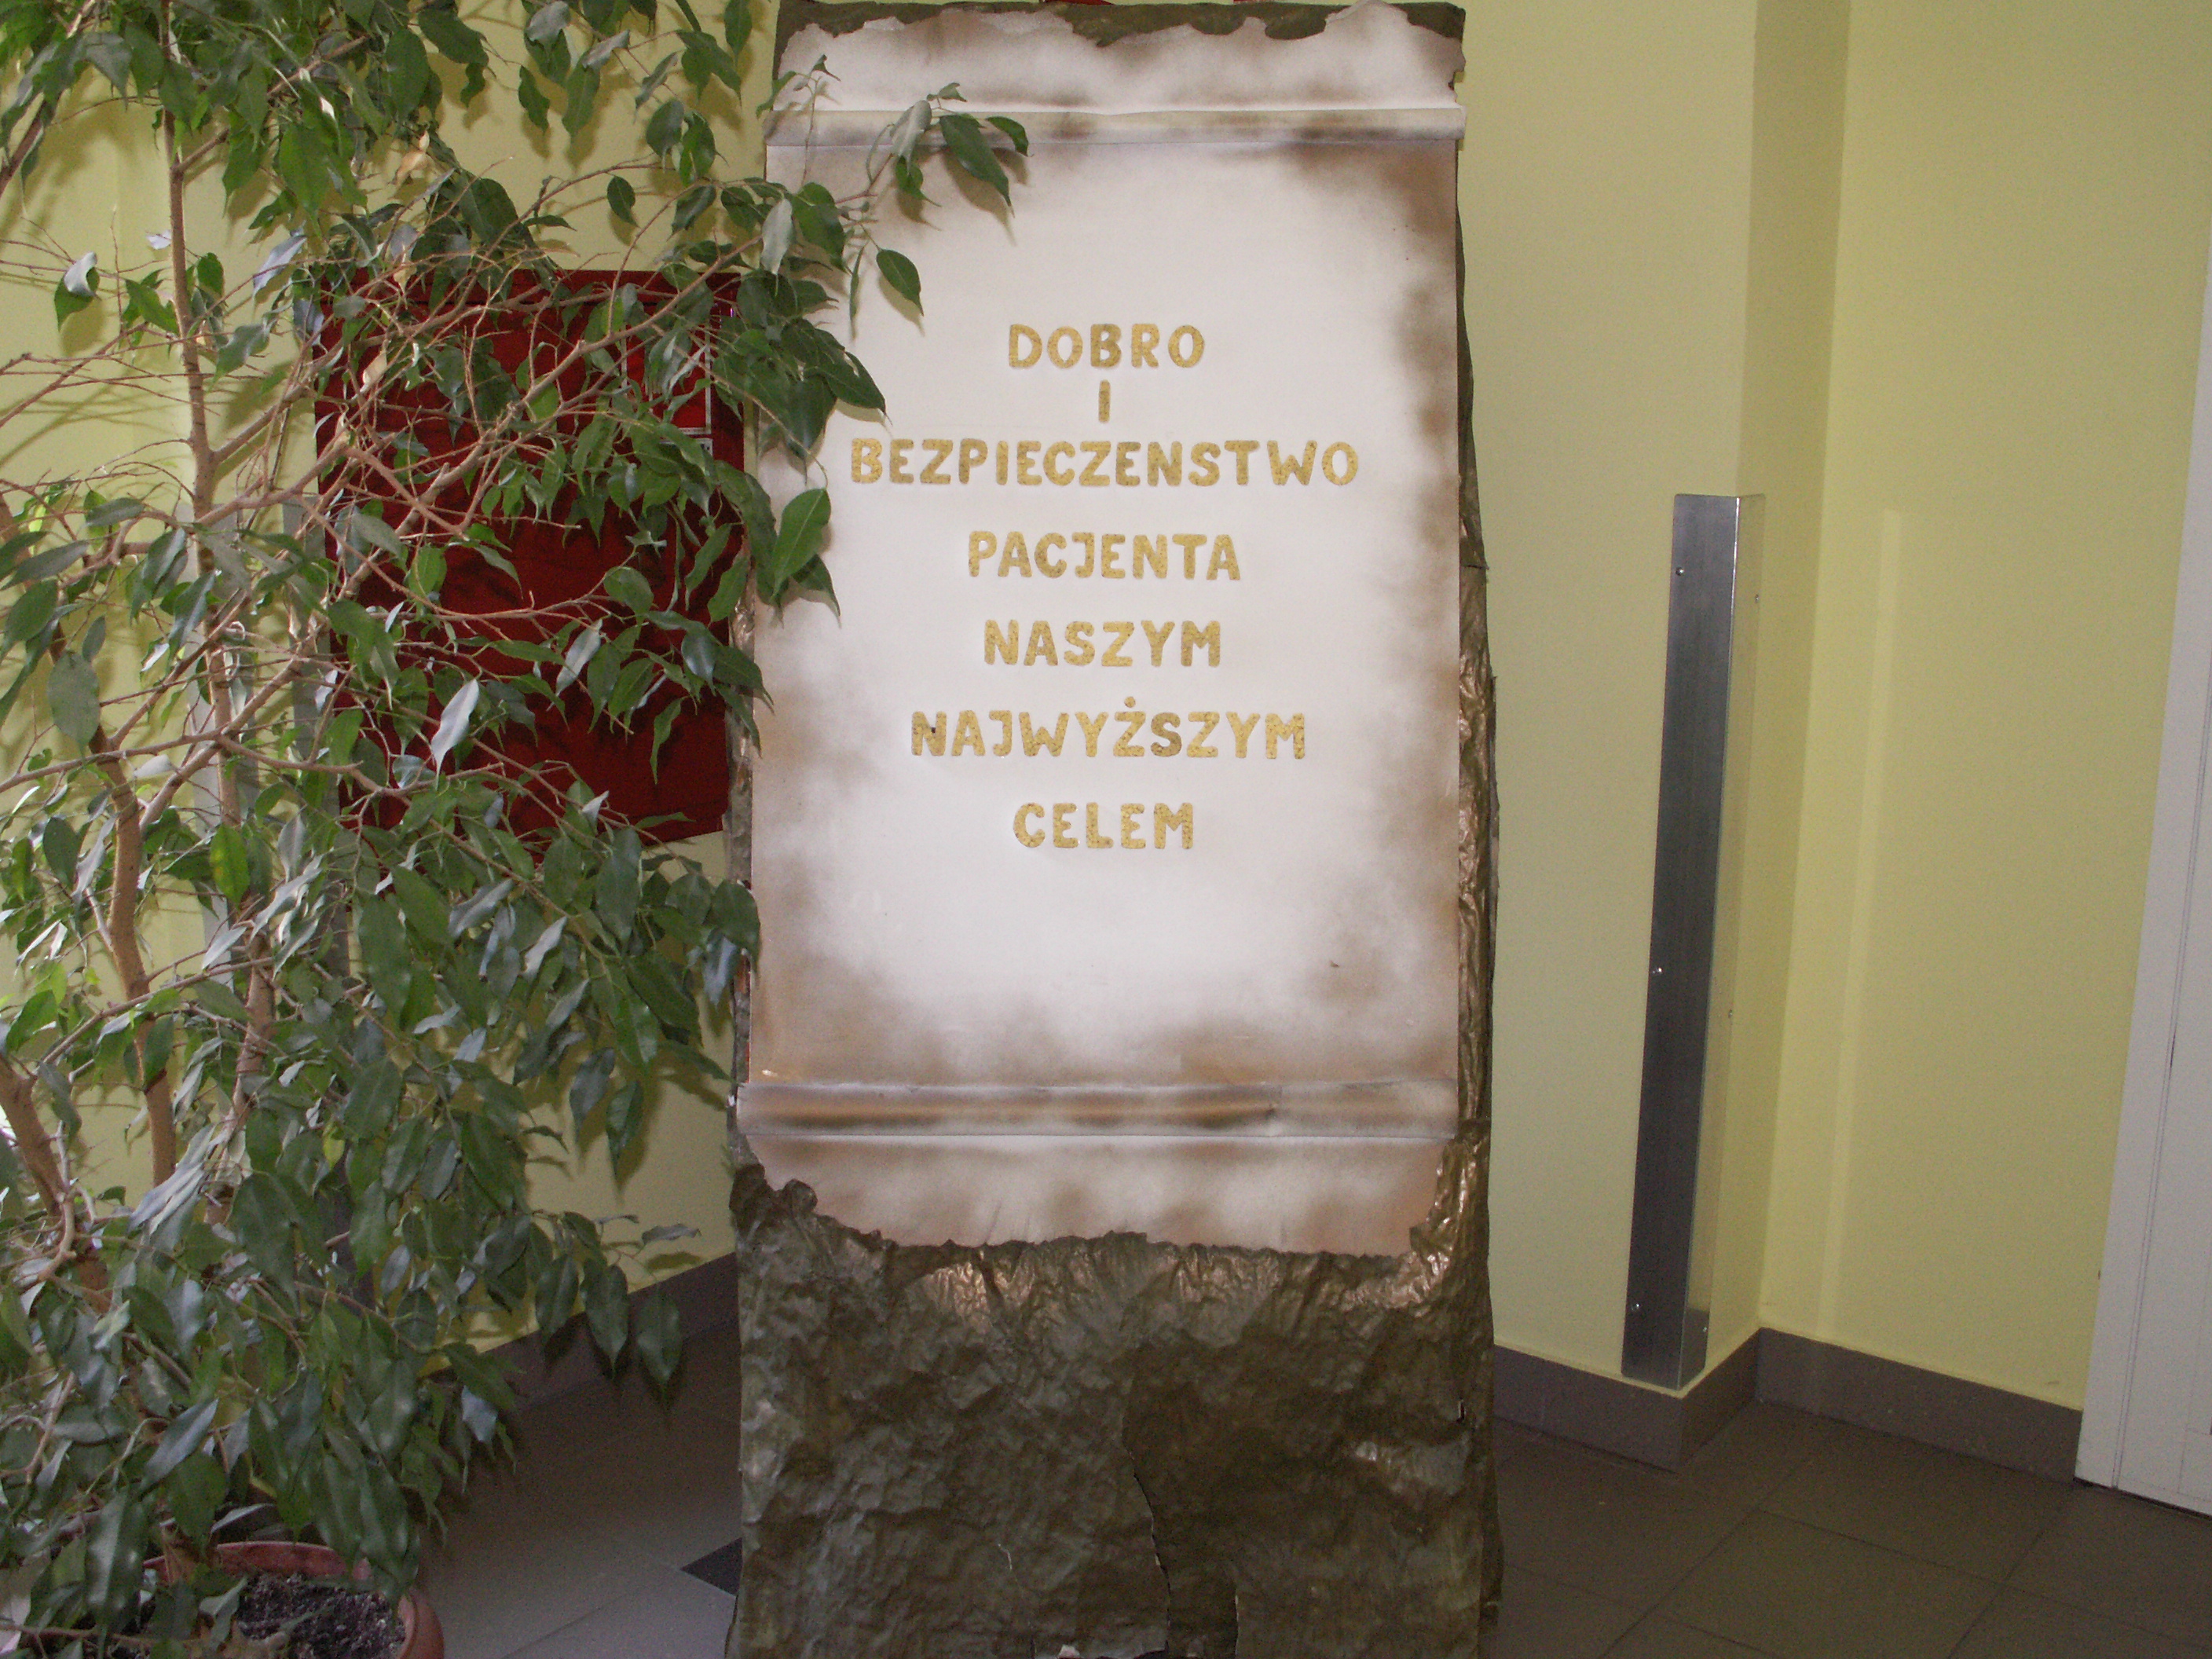 DOBRO
I
BEZPIECZENSTWO
PACJENTA
NASZYM
NAJWYŻSZYM
CELEM